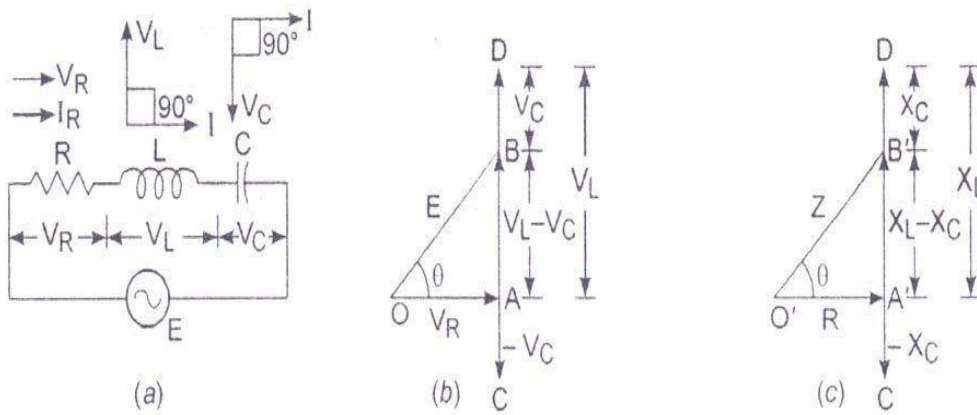 I
90°
V_L
V_R
90°
V_C
I_R
I
C
R
L
V_R
V_L
V_C
E
(a)
D
V_C
B
E
V_L
V_L–V_C
θ
O
A
V_R
–V_C
C
(b)
D
X_C
B'
Z
X_L
X_L–X_C
θ
O'
R
A'
–X_C
C
(c)